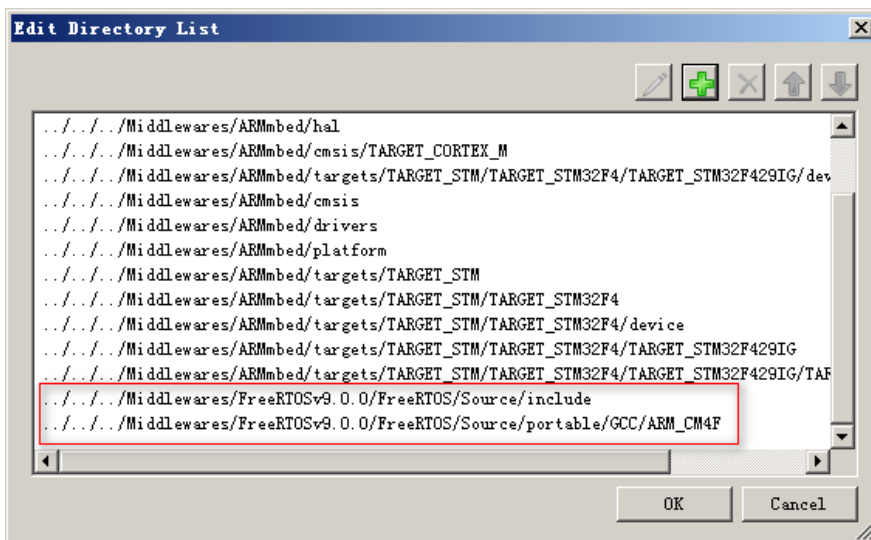 Edit Directory List
../../../Middlewares/ARMmbed/hal
../../../Middlewares/ARMmbed/cmsis/TARGET_CORTEX_M
../../../Middlewares/ARMmbed/targets/TARGET_STM/TARGET_STM32F4/TARGET_STM32F429IG/dev
../../../Middlewares/ARMmbed/cmsis
../../../Middlewares/ARMmbed/drivers
../../../Middlewares/ARMmbed/platform
../../../Middlewares/ARMmbed/targets/TARGET_STM
../../../Middlewares/ARMmbed/targets/TARGET_STM/TARGET_STM32F4
../../../Middlewares/ARMmbed/targets/TARGET_STM/TARGET_STM32F4/device
../../../Middlewares/ARMmbed/targets/TARGET_STM/TARGET_STM32F4/TARGET_STM32F429IG
../../../Middlewares/ARMmbed/targets/TARGET_STM/TARGET_STM32F4/TARGET_STM32F429IG/TAR
../../../Middlewares/FreeRTOSv9.0.0/FreeRTOS/Source/include
../../../Middlewares/FreeRTOSv9.0.0/FreeRTOS/Source/portable/GCC/ARM_CM4F
OK Cancel